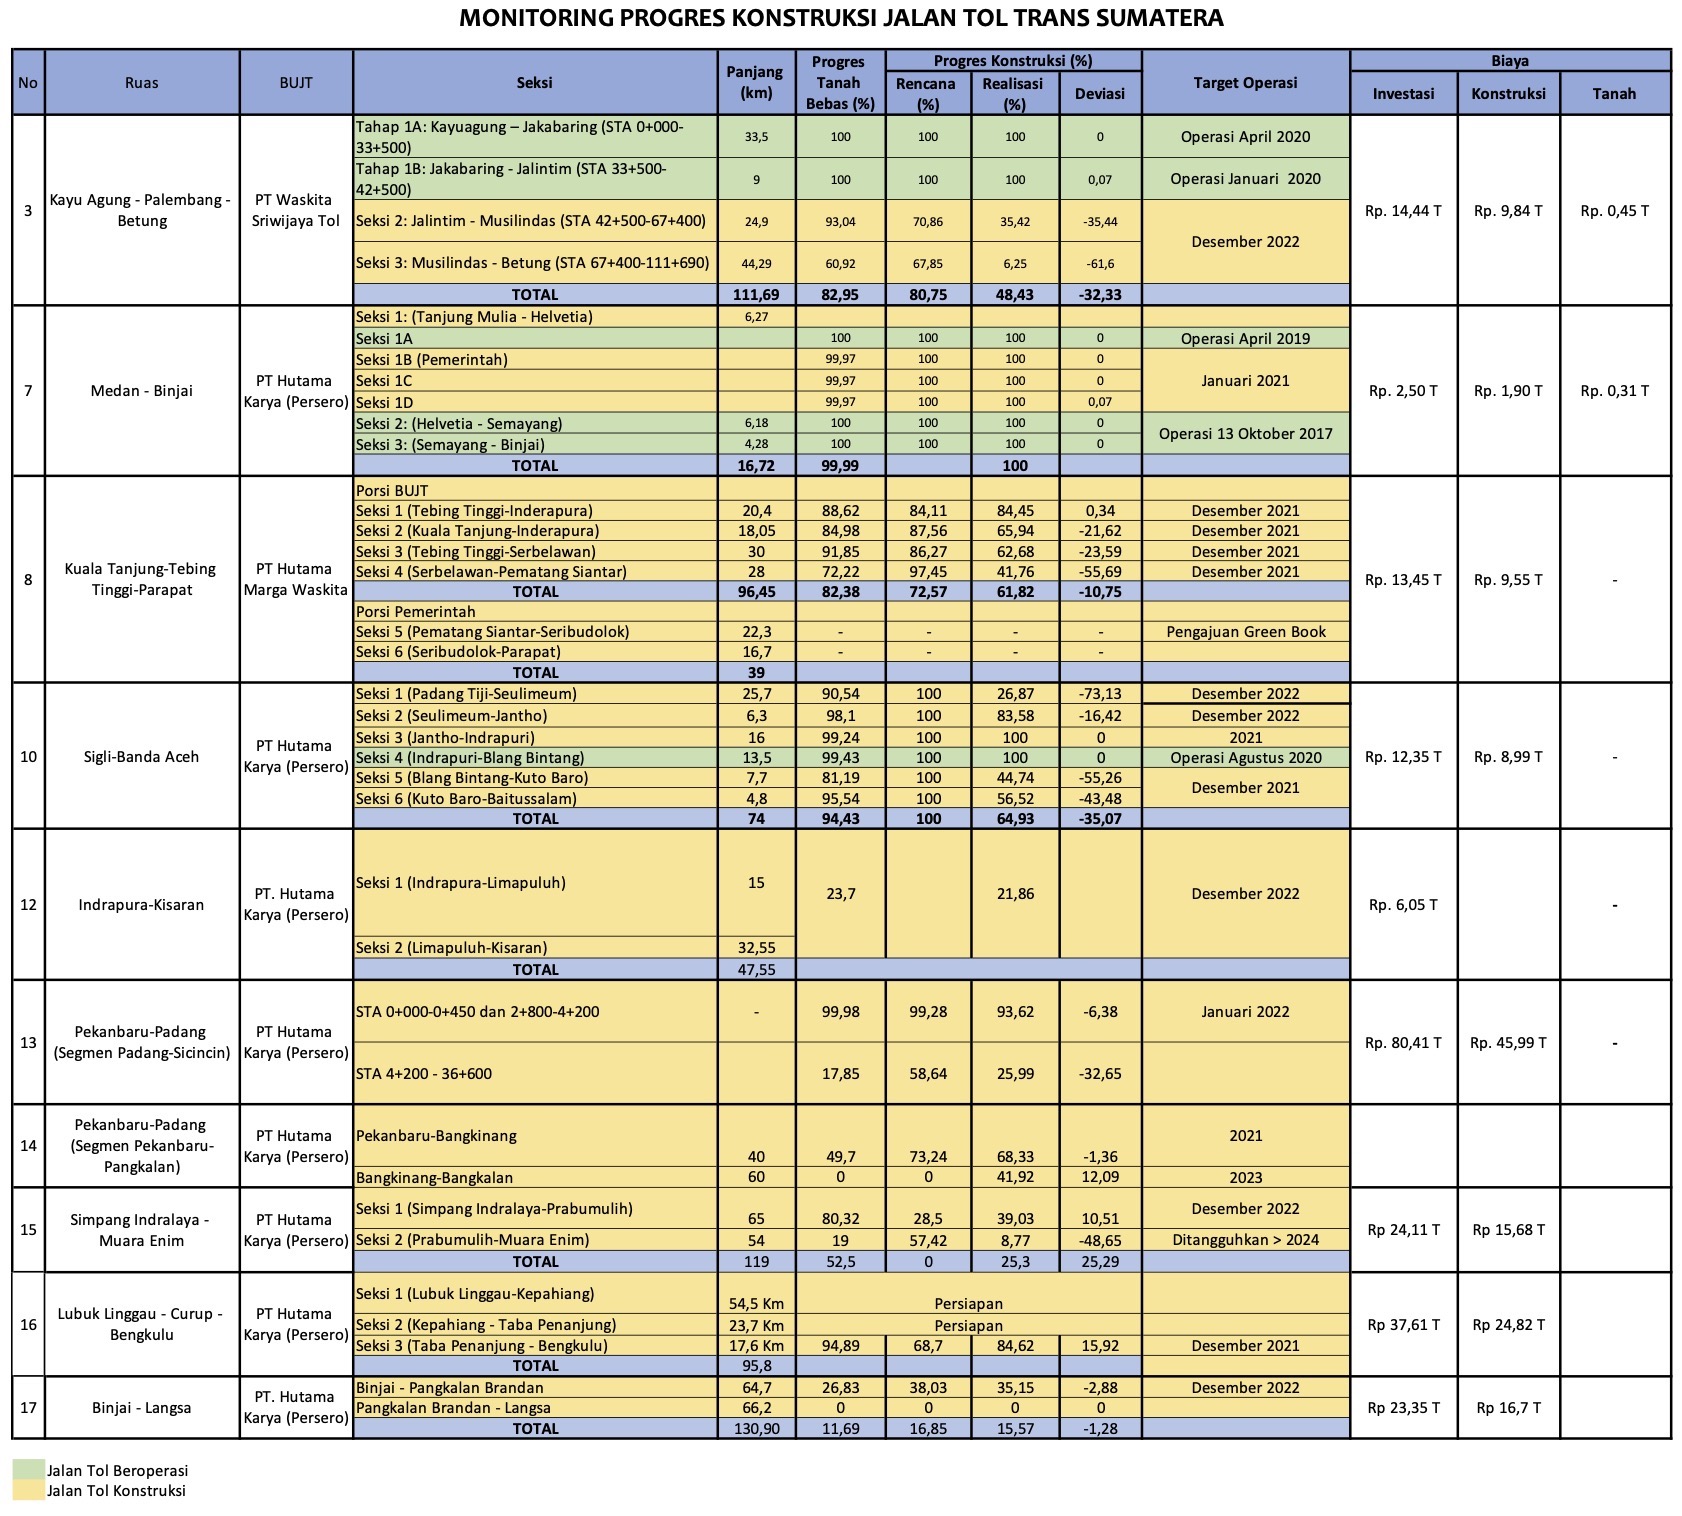 MONITORING PROGRES KONSTRUKSI JALAN TOL TRANS SUMATERA
No Ruas BUJT Seksi Panjang (km) Progres Tanah Bebas (%) Progres Konstruksi (%) Target Operasi Biaya
Rencana (%) Realisasi (%) Deviasi Investasi Konstruksi Tanah
3 Kayu Agung - Palembang - Betung PT Waskita Sriwijaya Tol Rp. 14,44 T Rp. 9,84 T Rp. 0,45 T
Tahap 1A: Kayuagung – Jakabaring (STA 0+000-33+500) 33,5 100 100 100 0 Operasi April 2020
Tahap 1B: Jakabaring - Jalintim (STA 33+500-42+500) 9 100 100 100 0,07 Operasi Januari 2020
Seksi 2: Jalintim - Musilindas (STA 42+500-67+400) 24,9 93,04 70,86 35,42 -35,44 Desember 2022
Seksi 3: Musilindas - Betung (STA 67+400-111+690) 44,29 60,92 67,85 6,25 -61,6
TOTAL 111,69 82,95 80,75 48,43 -32,33
7 Medan - Binjai PT Hutama Karya (Persero) Rp. 2,50 T Rp. 1,90 T Rp. 0,31 T
Seksi 1: (Tanjung Mulia - Helvetia) 6,27
Seksi 1A 100 100 100 0 Operasi April 2019
Seksi 1B (Pemerintah) 99,97 100 100 0
Seksi 1C 99,97 100 100 0 Januari 2021
Seksi 1D 99,97 100 100 0,07
Seksi 2: (Helvetia - Semayang) 6,18 100 100 100 0 Operasi 13 Oktober 2017
Seksi 3: (Semayang - Binjai) 4,28 100 100 100 0
TOTAL 16,72 99,99 100
8 Kuala Tanjung-Tebing Tinggi-Parapat PT Hutama Marga Waskita Rp. 13,45 T Rp. 9,55 T -
Porsi BUJT
Seksi 1 (Tebing Tinggi-Inderapura) 20,4 88,62 84,11 84,45 0,34 Desember 2021
Seksi 2 (Kuala Tanjung-Inderapura) 18,05 84,98 87,56 65,94 -21,62 Desember 2021
Seksi 3 (Tebing Tinggi-Serbelawan) 30 91,85 86,27 62,68 -23,59 Desember 2021
Seksi 4 (Serbelawan-Pematang Siantar) 28 72,22 97,45 41,76 -55,69 Desember 2021
TOTAL 96,45 82,38 72,57 61,82 -10,75
Porsi Pemerintah
Seksi 5 (Pematang Siantar-Seribudolok) 22,3 - - - - Pengajuan Green Book
Seksi 6 (Seribudolok-Parapat) 16,7 - - - -
TOTAL 39
10 Sigli-Banda Aceh PT Hutama Karya (Persero) Rp. 12,35 T Rp. 8,99 T -
Seksi 1 (Padang Tiji-Seulimeum) 25,7 90,54 100 26,87 -73,13 Desember 2022
Seksi 2 (Seulimeum-Jantho) 6,3 98,1 100 83,58 -16,42 Desember 2022
Seksi 3 (Jantho-Indrapuri) 16 99,24 100 100 0 2021
Seksi 4 (Indrapuri-Blang Bintang) 13,5 99,43 100 100 0 Operasi Agustus 2020
Seksi 5 (Blang Bintang-Kuto Baro) 7,7 81,19 100 44,74 -55,26 Desember 2021
Seksi 6 (Kuto Baro-Baitussalam) 4,8 95,54 100 56,52 -43,48
TOTAL 74 94,43 100 64,93 -35,07
12 Indrapura-Kisaran PT. Hutama Karya (Persero) Rp. 6,05 T -
Seksi 1 (Indrapura-Limapuluh) 15 23,7 21,86 Desember 2022
Seksi 2 (Limapuluh-Kisaran) 32,55
TOTAL 47,55
13 Pekanbaru-Padang (Segmen Padang-Sicincin) PT Hutama Karya (Persero) Rp. 80,41 T Rp. 45,99 T -
STA 0+000-0+450 dan 2+800-4+200 - 99,98 99,28 93,62 -6,38 Januari 2022
STA 4+200 - 36+600 17,85 58,64 25,99 -32,65
14 Pekanbaru-Padang (Segmen Pekanbaru-Pangkalan) PT Hutama Karya (Persero)
Pekanbaru-Bangkinang 40 49,7 73,24 68,33 -1,36 2021
Bangkinang-Bangkalan 60 0 0 41,92 12,09 2023
15 Simpang Indralaya - Muara Enim PT Hutama Karya (Persero) Rp 24,11 T Rp 15,68 T
Seksi 1 (Simpang Indralaya-Prabumulih) 65 80,32 28,5 39,03 10,51 Desember 2022
Seksi 2 (Prabumulih-Muara Enim) 54 19 57,42 8,77 -48,65 Ditangguhkan > 2024
TOTAL 119 52,5 0 25,3 25,29
16 Lubuk Linggau - Curup - Bengkulu PT Hutama Karya (Persero) Rp 37,61 T Rp 24,82 T
Seksi 1 (Lubuk Linggau-Kepahiang) 54,5 Km Persiapan
Seksi 2 (Kepahiang - Taba Penanjung) 23,7 Km Persiapan
Seksi 3 (Taba Penanjung - Bengkulu) 17,6 Km 94,89 68,7 84,62 15,92 Desember 2021
TOTAL 95,8
17 Binjai - Langsa PT. Hutama Karya (Persero) Rp 23,35 T Rp 16,7 T
Binjai - Pangkalan Brandan 64,7 26,83 38,03 35,15 -2,88 Desember 2022
Pangkalan Brandan - Langsa 66,2 0 0 0 0
TOTAL 130,90 11,69 16,85 15,57 -1,28
Jalan Tol Beroperasi
Jalan Tol Konstruksi